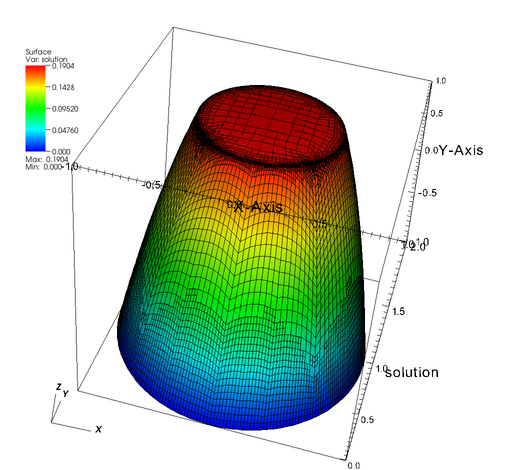 Surface
Var: solution
0.1904
0.1428
0.09520
0.04760
0.000
Max: 0.1904
Min: 0.000
-1.0
-0.5
X-Axis
0.5
1.0
0.5
0.0
Y-Axis
-0.5
2.0
1.5
1.0
solution
0.5
0.0
Z
Y
X